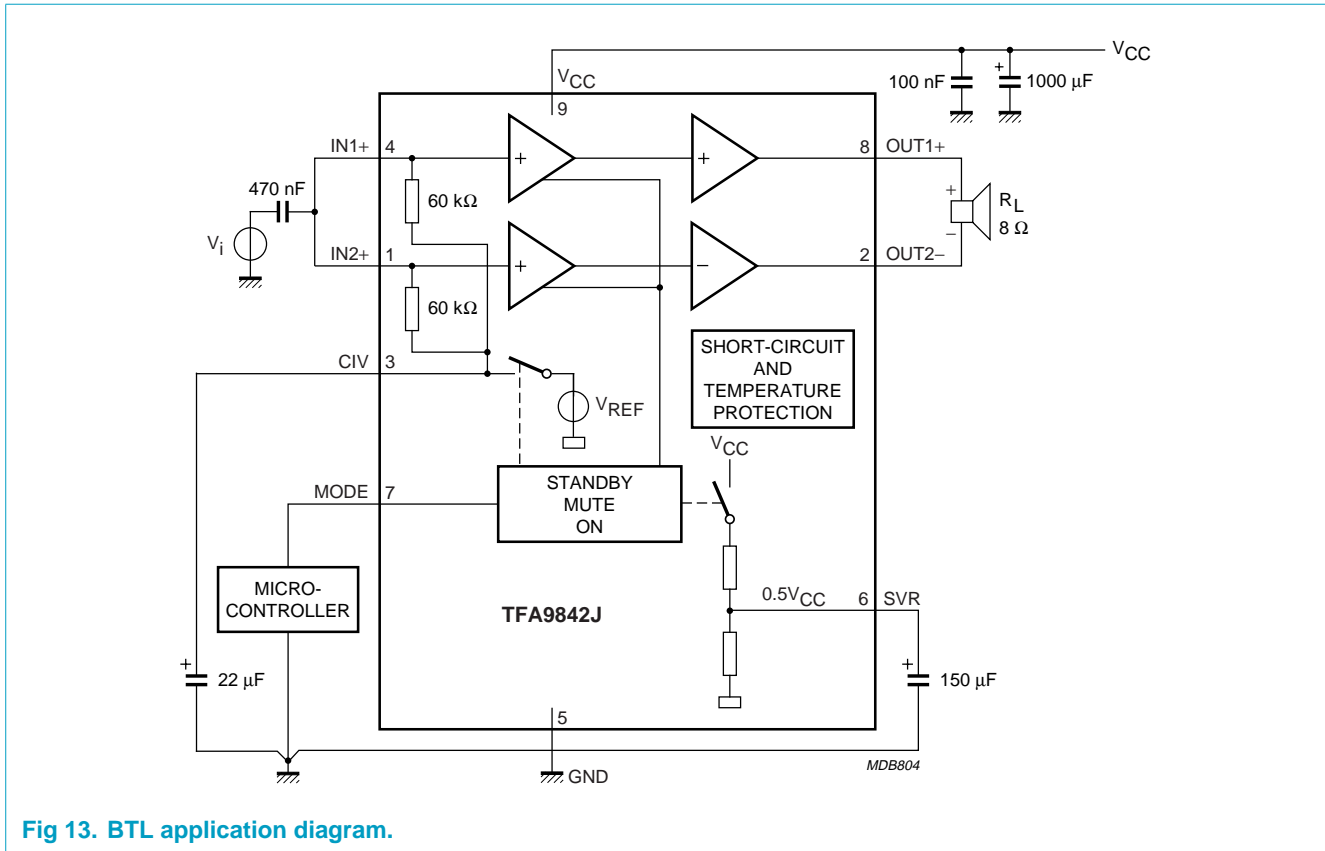 VCC
VCC
9
100 nF
+
1000 μF
IN1+
4
+
+
8
OUT1+
470 nF
60 kΩ
+
RL
8 Ω
−
Vi
IN2+
1
+
−
2
OUT2−
60 kΩ
SHORT-CIRCUIT
AND
TEMPERATURE
PROTECTION
CIV
3
VREF
VCC
MODE
7
STANDBY
MUTE
ON
MICRO-
CONTROLLER
TFA9842J
0.5VCC
6
SVR
+
22 μF
+
150 μF
5
GND
MDB804
Fig 13. BTL application diagram.